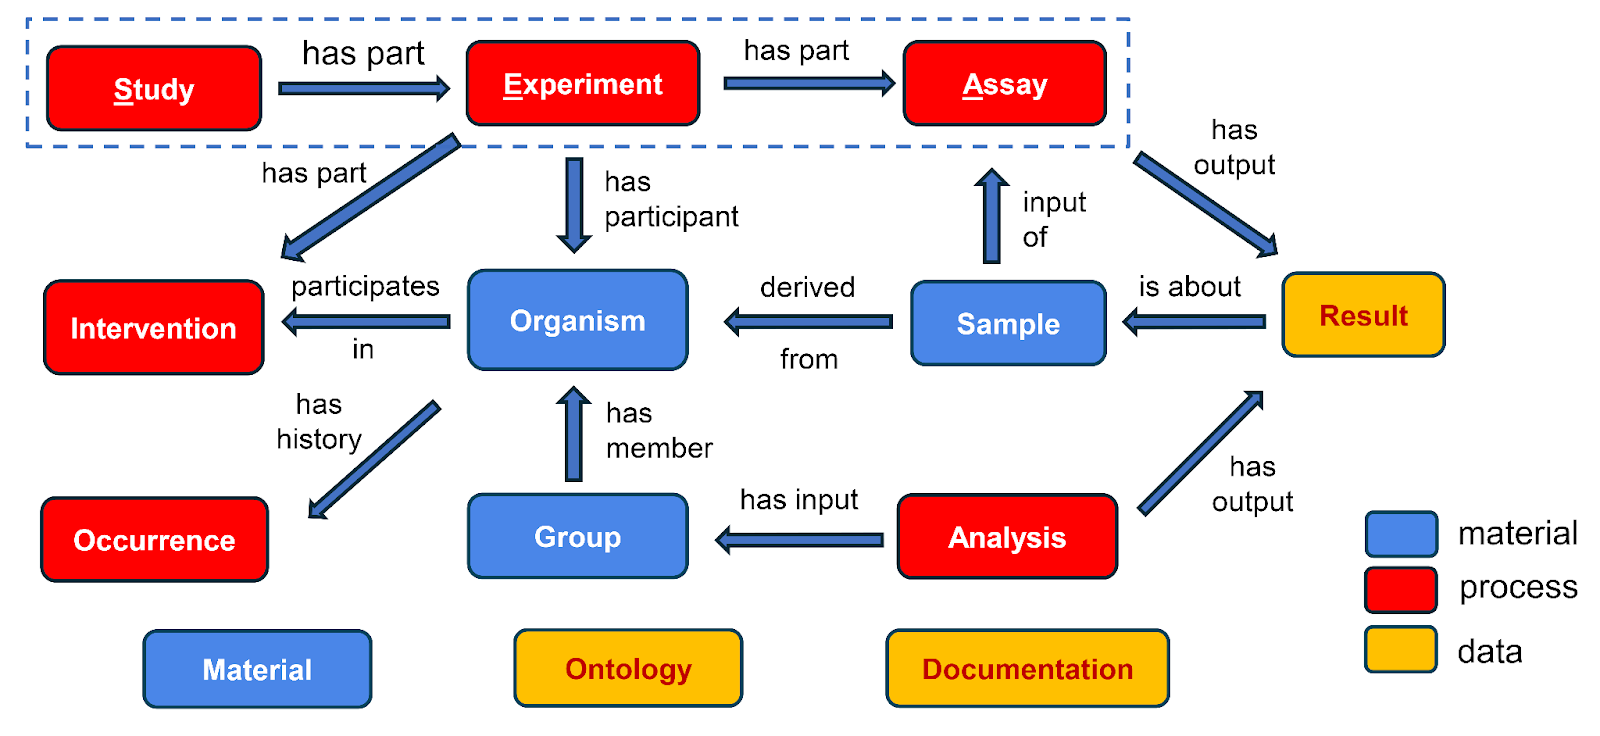 Study
has part
Experiment
has part
Assay
has
output
has part
has
participant
input
of
Intervention
participates
in
Organism
derived
from
Sample
is about
Result
has
history
has
member
has
output
Occurrence
Group
has input
Analysis
Material
Ontology
Documentation
material
process
data